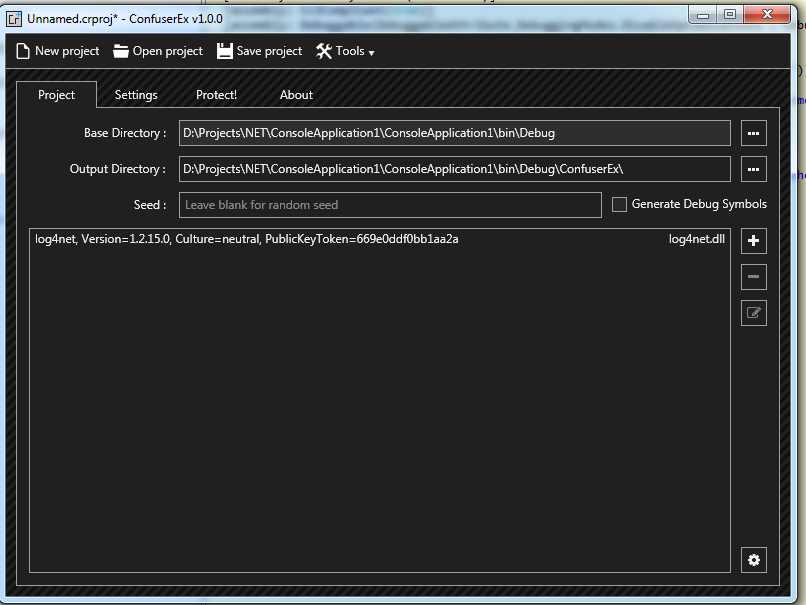 Unnamed.crproj* - ConfuserEx v1.0.0
New project Open project Save project Tools
Project Settings Protect! About
Base Directory : D:\Projects\NET\ConsoleApplication1\ConsoleApplication1\bin\Debug ...
Output Directory : D:\Projects\NET\ConsoleApplication1\ConsoleApplication1\bin\Debug\ConfuserEx\ ...
Seed : Leave blank for random seed Generate Debug Symbols
log4net, Version=1.2.15.0, Culture=neutral, PublicKeyToken=669e0ddf0bb1aa2a log4net.dll